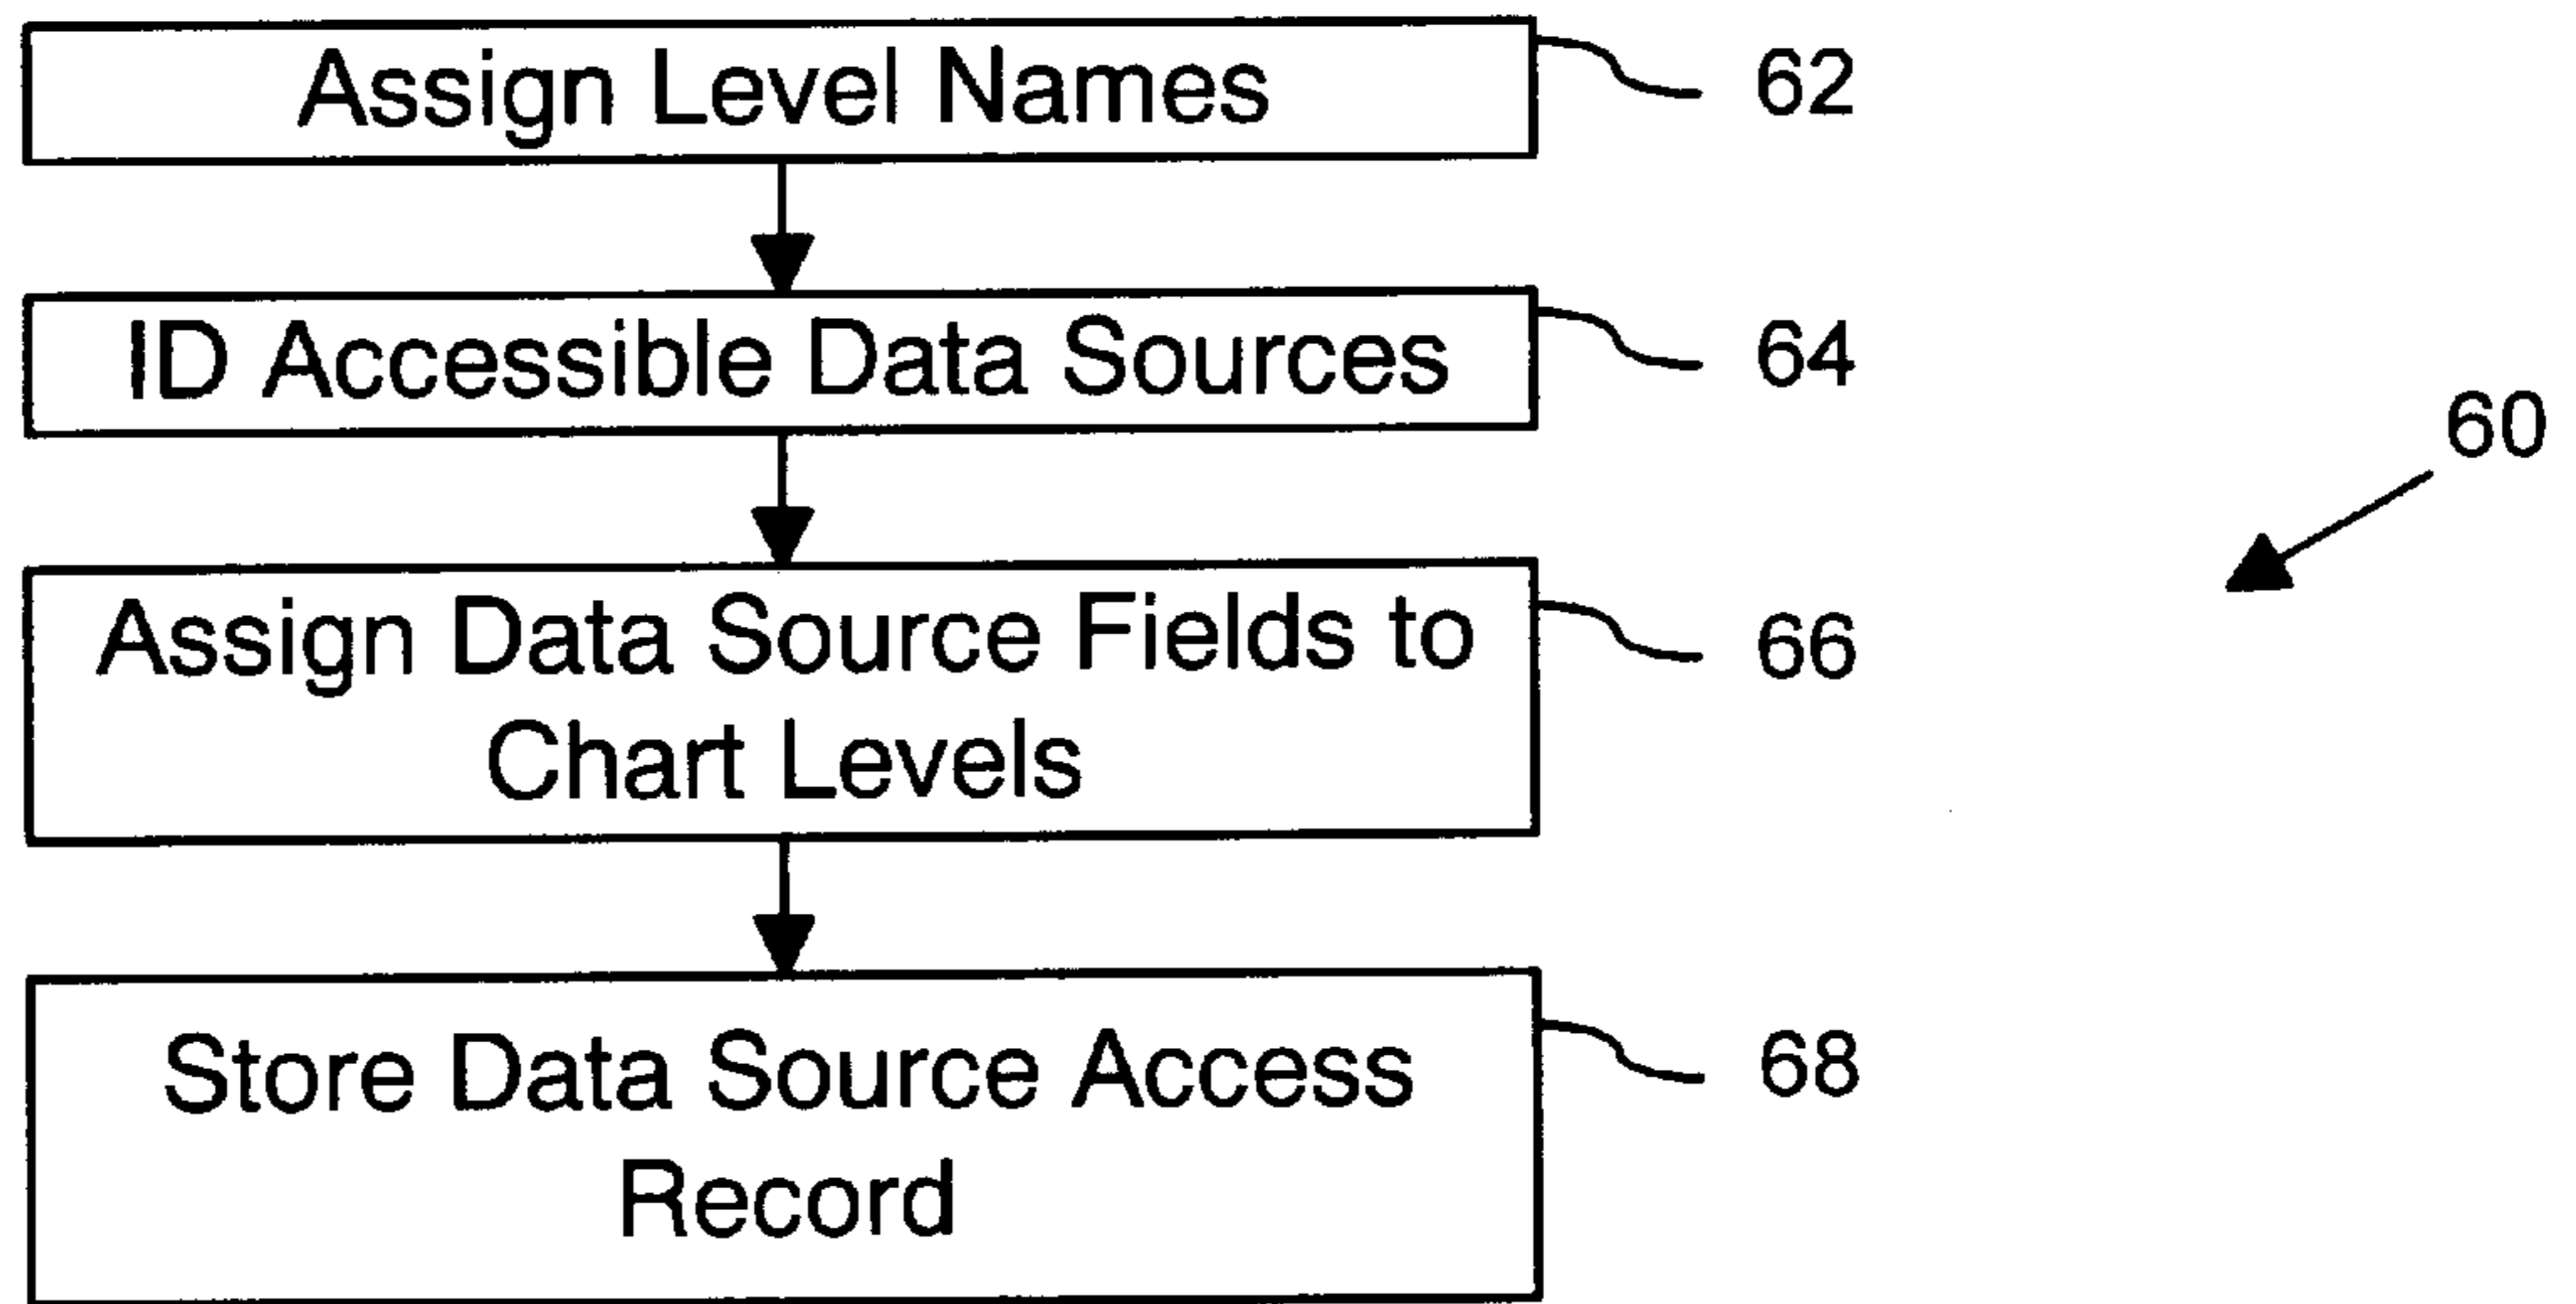 Assign Level Names
62
ID Accessible Data Sources
64
60
Assign Data Source Fields to
Chart Levels
66
Store Data Source Access
Record
68